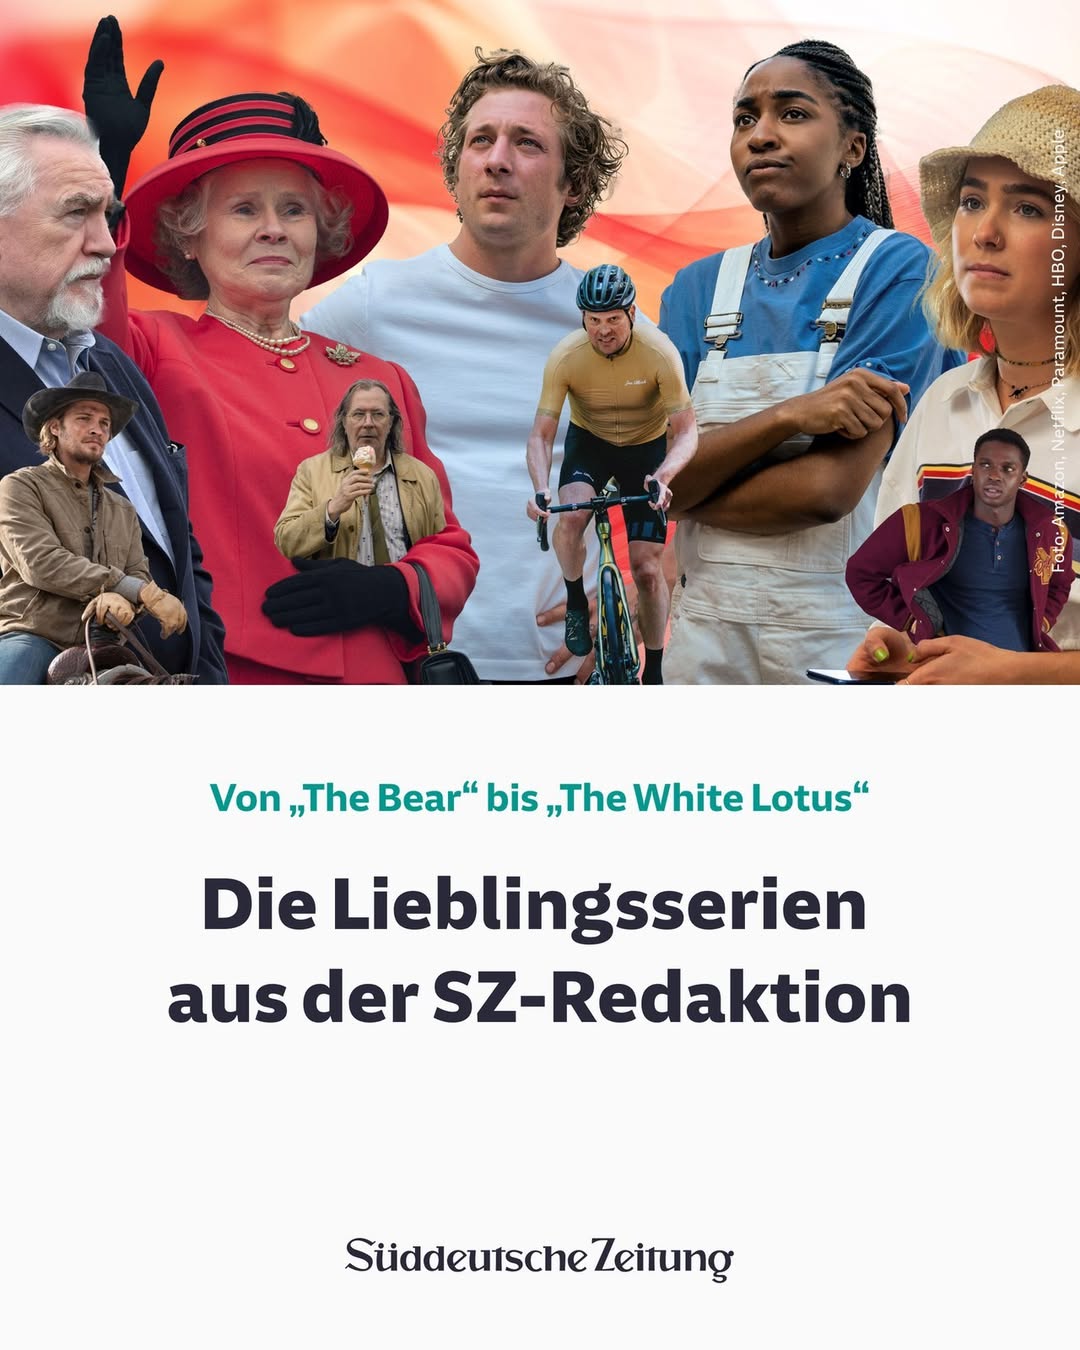 Foto: Amazon, Netflix, Paramount, HBO, Disney, Apple
Von „The Bear“ bis „The White Lotus“
Die Lieblingsserien
aus der SZ-Redaktion
Süddeutsche Zeitung